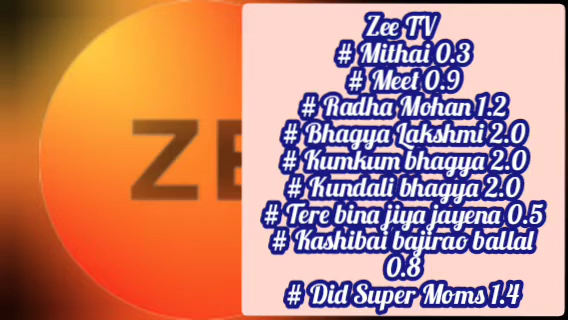 ZE
Zee TV
# Mithai 0.3
# Meet 0.9
# Radha Mohan 1.2
# Bhagya Lakshmi 2.0
# Kumkum bhagya 2.0
# Kundali bhagya 2.0
# Tere bina jiya jayena 0.5
# Kashibai bajirao ballal
0.8
# Did Super Moms 1.4